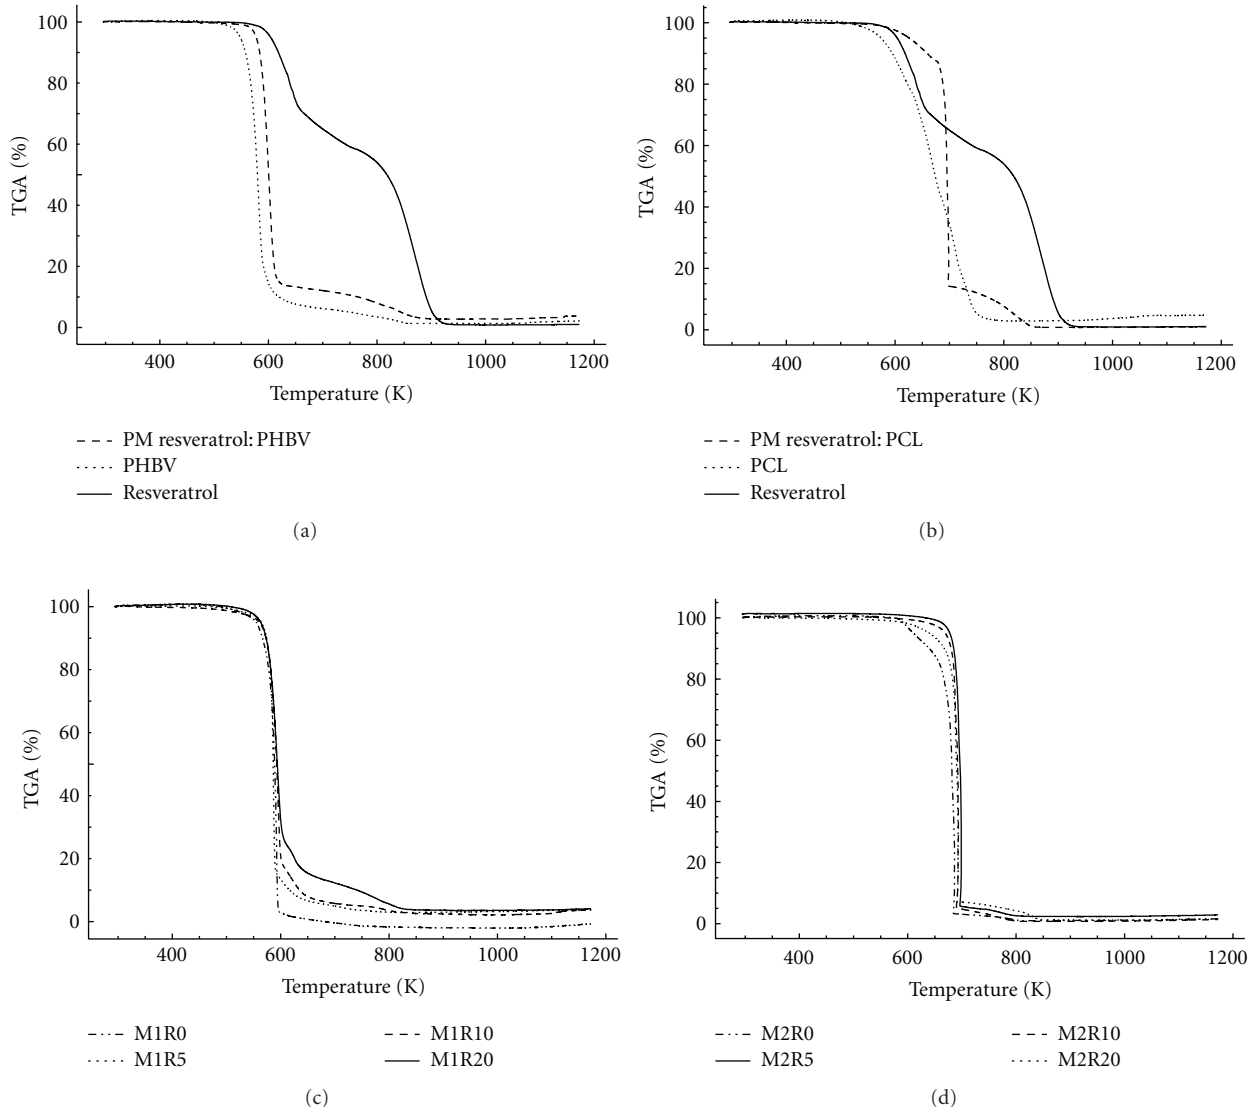 100
80
60
40
20
0
TGA (%)
400 600 800 1000 1200
Temperature (K)
PM resveratrol: PHBV
PHBV
Resveratrol
(a)
100
80
60
40
20
0
TGA (%)
400 600 800 1000 1200
Temperature (K)
PM resveratrol: PCL
PCL
Resveratrol
(b)
100
80
60
40
20
0
TGA (%)
400 600 800 1000 1200
Temperature (K)
M1R0 M1R10
M1R5 M1R20
(c)
100
80
60
40
20
0
TGA (%)
400 600 800 1000 1200
Temperature (K)
M2R0 M2R10
M2R5 M2R20
(d)